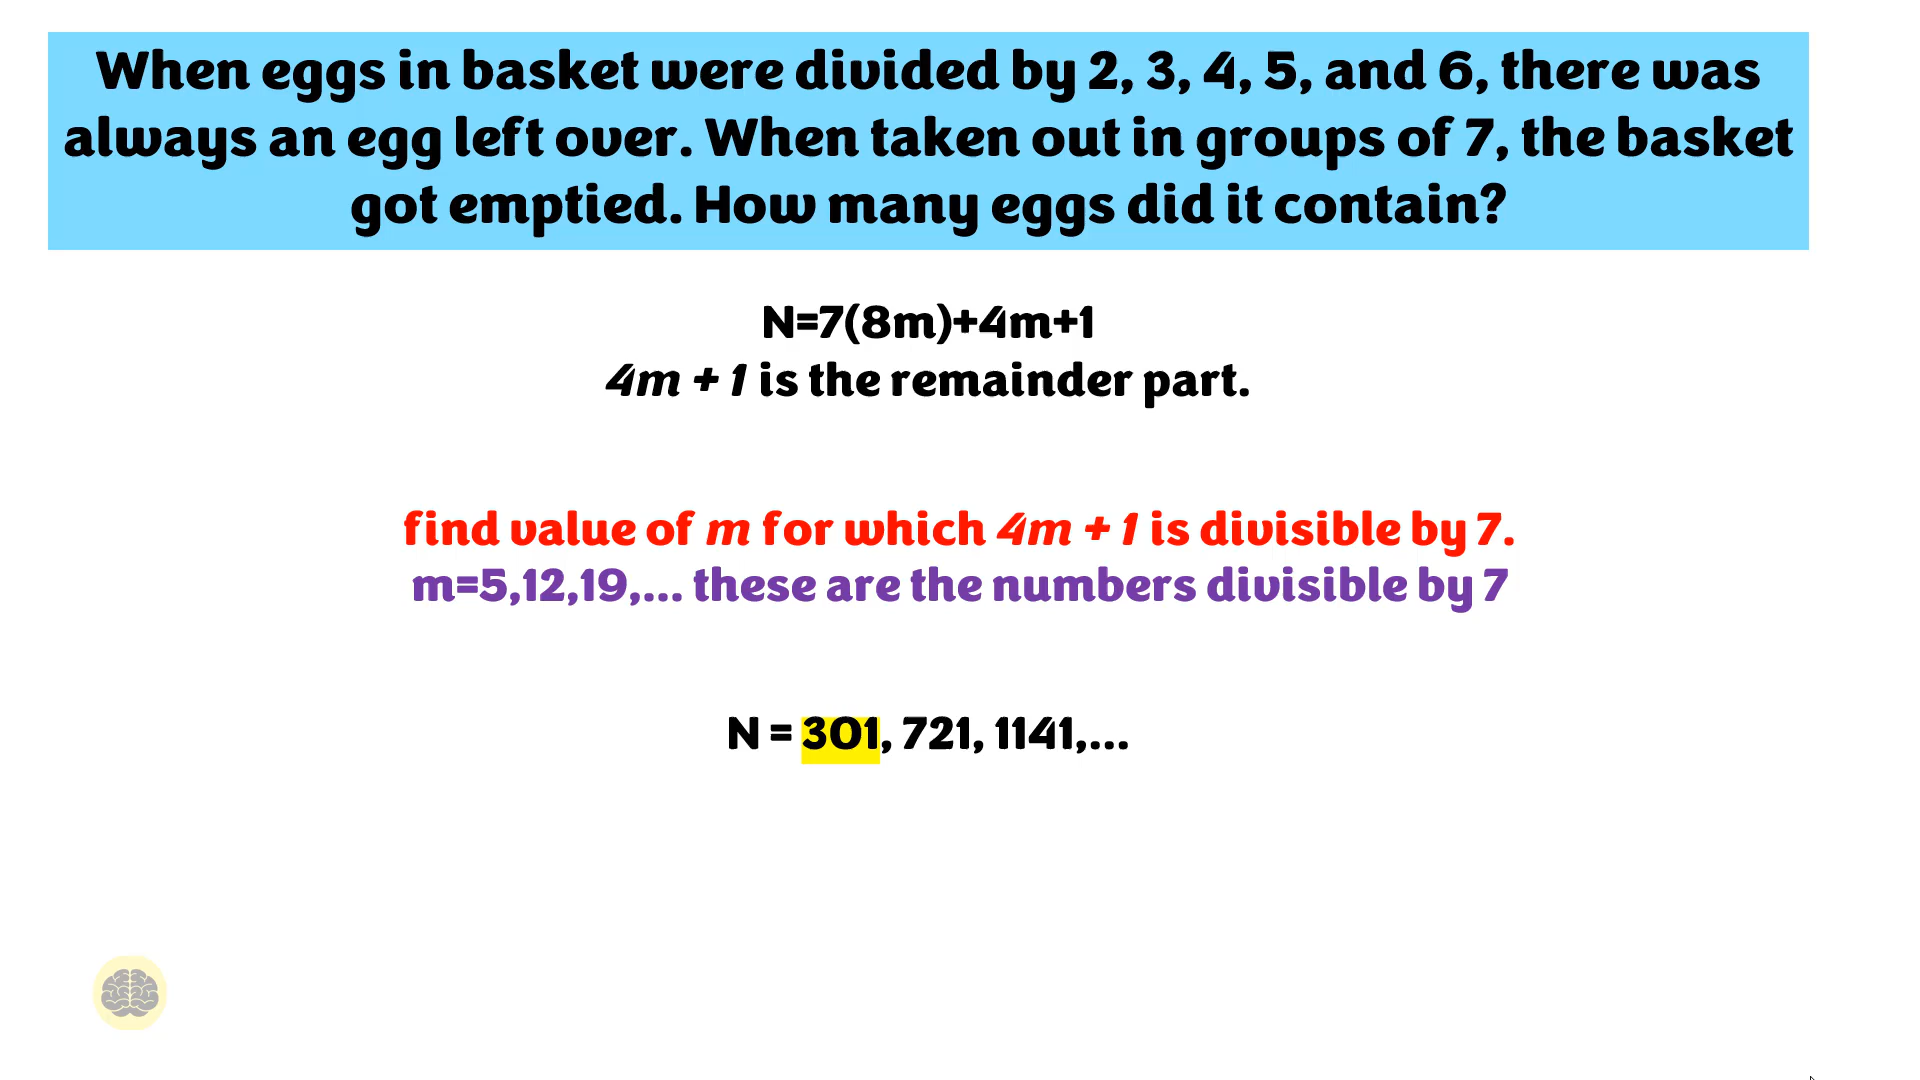 When eggs in basket were divided by 2, 3, 4, 5, and 6, there was
always an egg left over. When taken out in groups of 7, the basket
got emptied. How many eggs did it contain?
N=7(8m)+4m+1
4m + 1 is the remainder part.
find value of m for which 4m + 1 is divisible by 7.
m=5,12,19,... these are the numbers divisible by 7
N = 301, 721, 1141,...